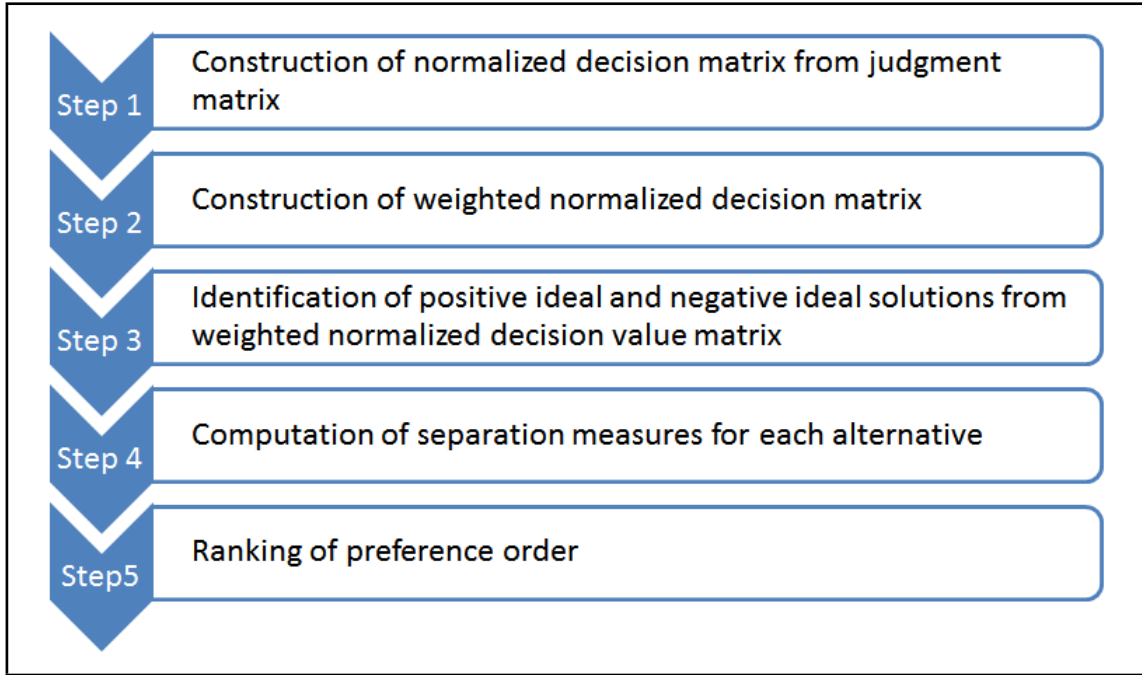 Step 1
Construction of normalized decision matrix from judgment
matrix
Step 2
Construction of weighted normalized decision matrix
Step 3
Identification of positive ideal and negative ideal solutions from
weighted normalized decision value matrix
Step 4
Computation of separation measures for each alternative
Step5
Ranking of preference order